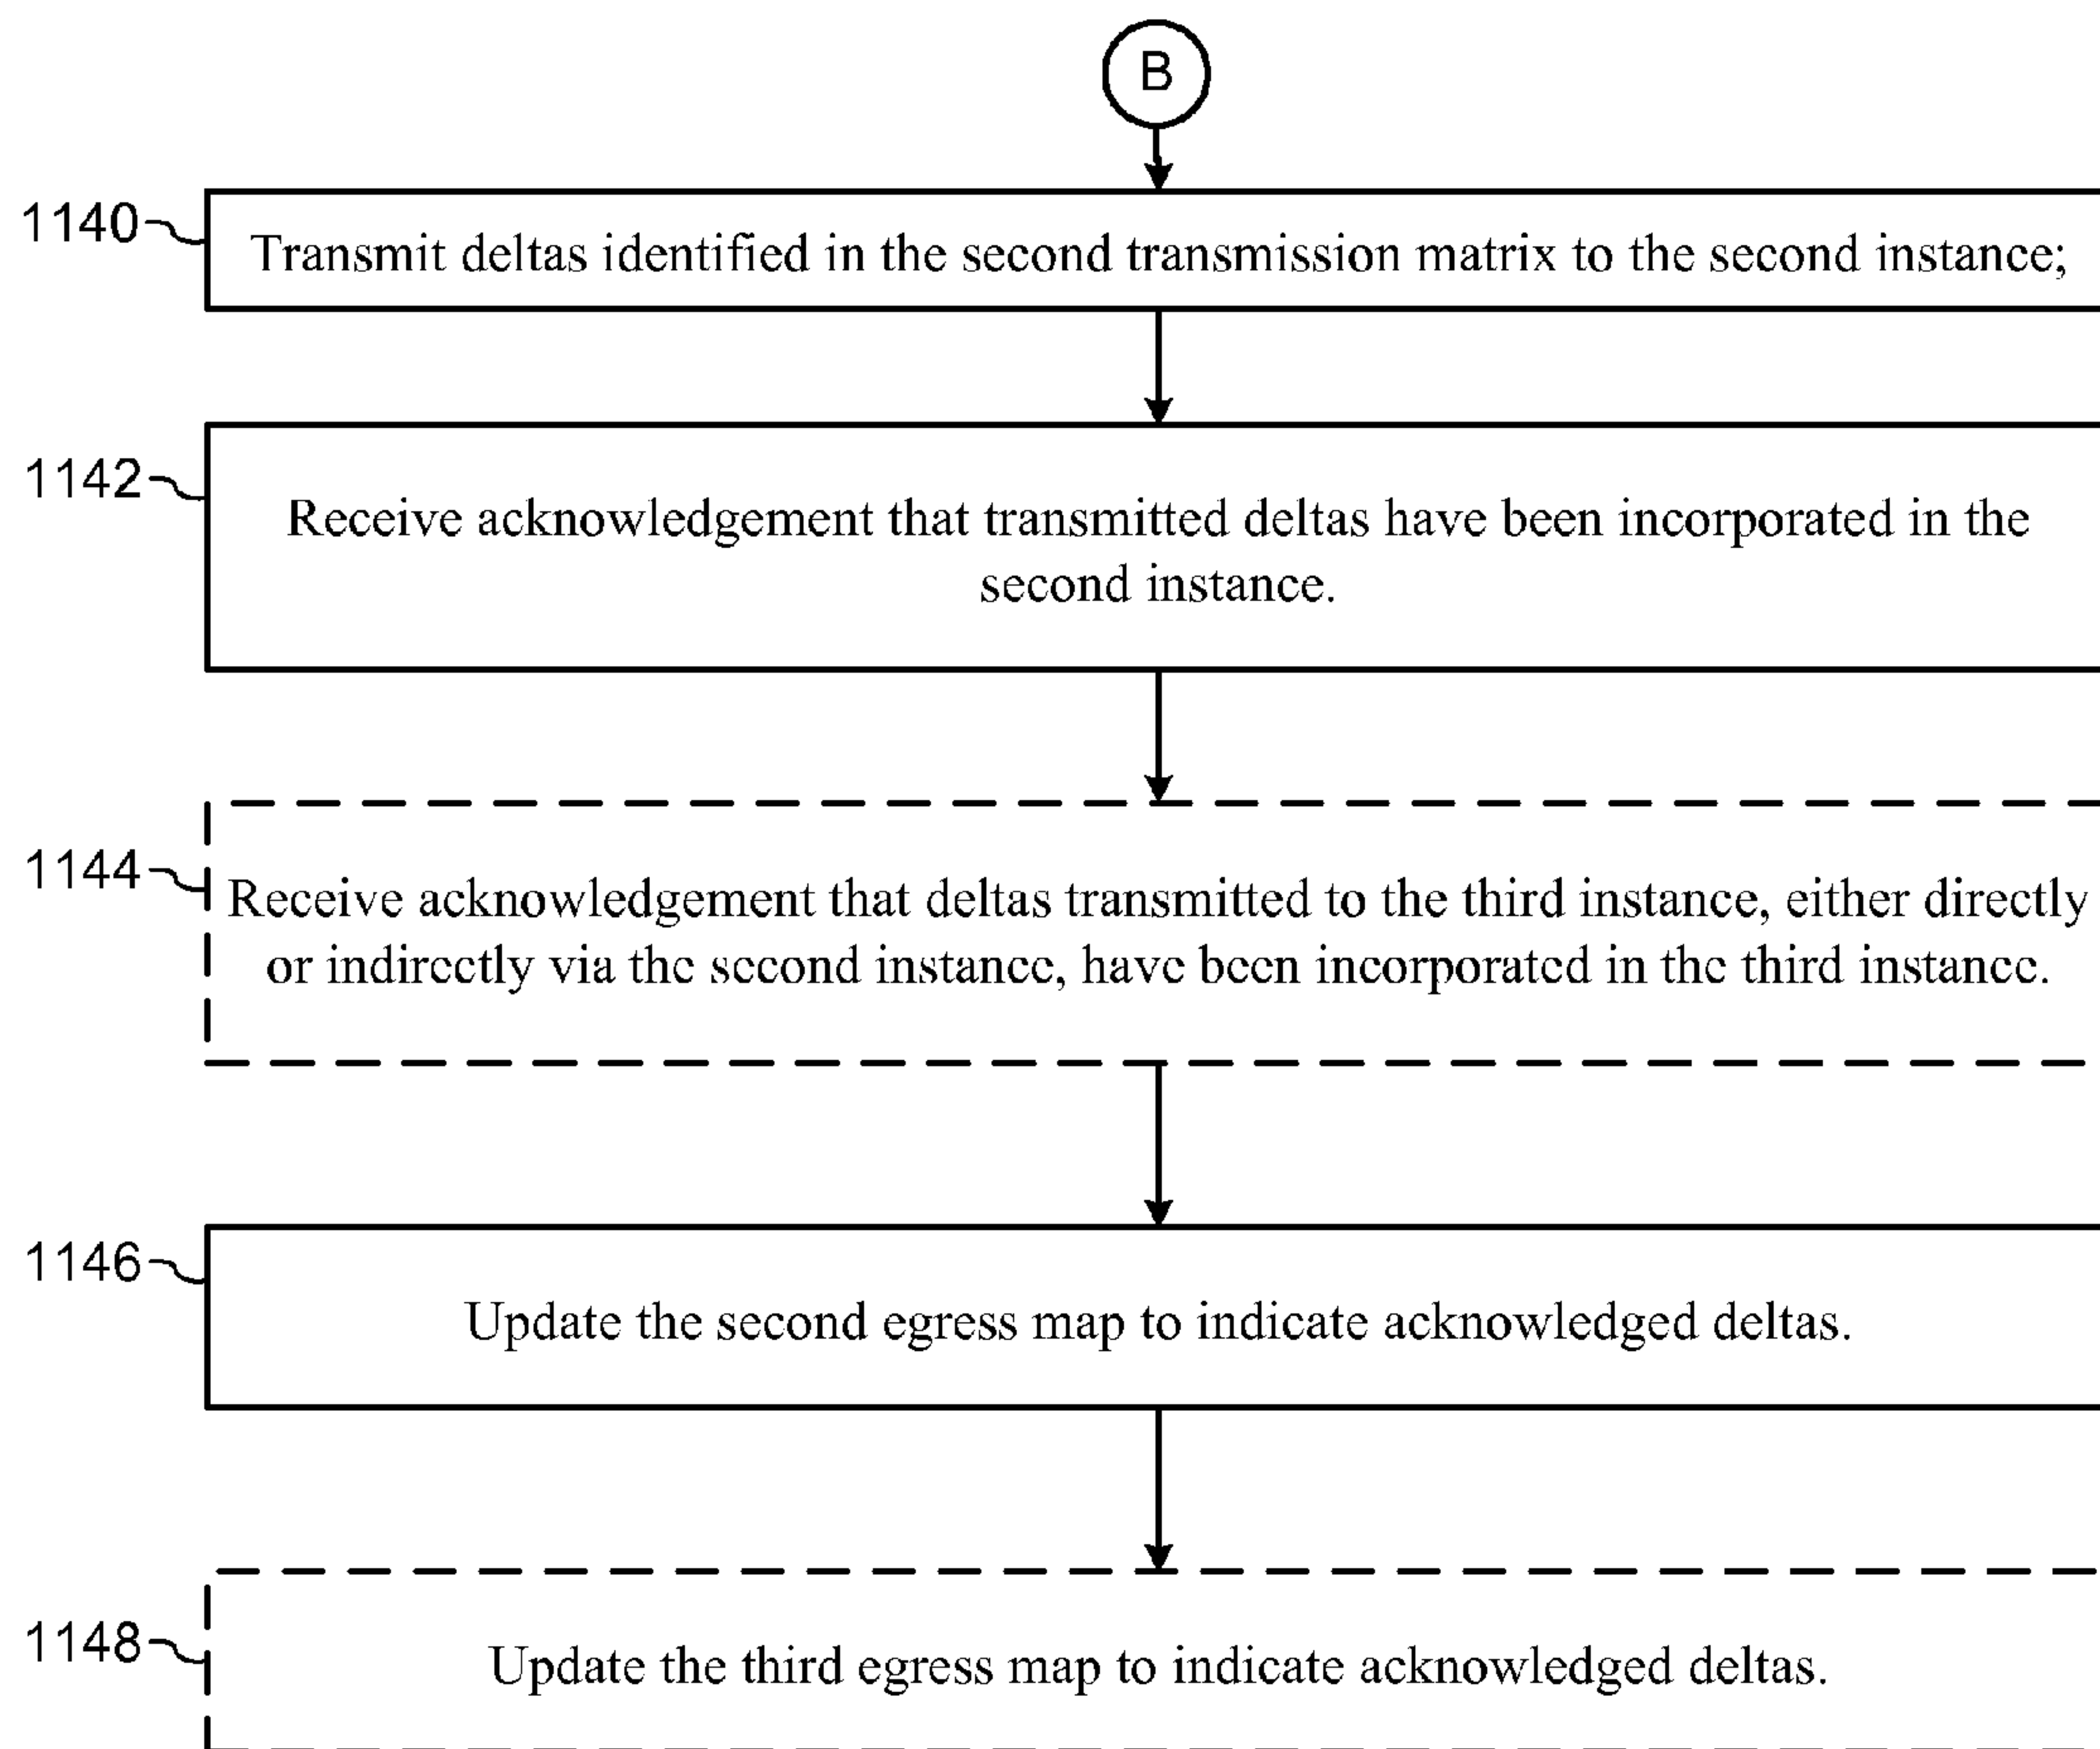 B
1140
Transmit deltas identified in the second transmission matrix to the second instance;
1142
Receive acknowledgement that transmitted deltas have been incorporated in the
second instance.
1144
Receive acknowledgement that deltas transmitted to the third instance, either directly
or indirectly via the second instance, have been incorporated in the third instance.
1146
Update the second egress map to indicate acknowledged deltas.
1148
Update the third egress map to indicate acknowledged deltas.